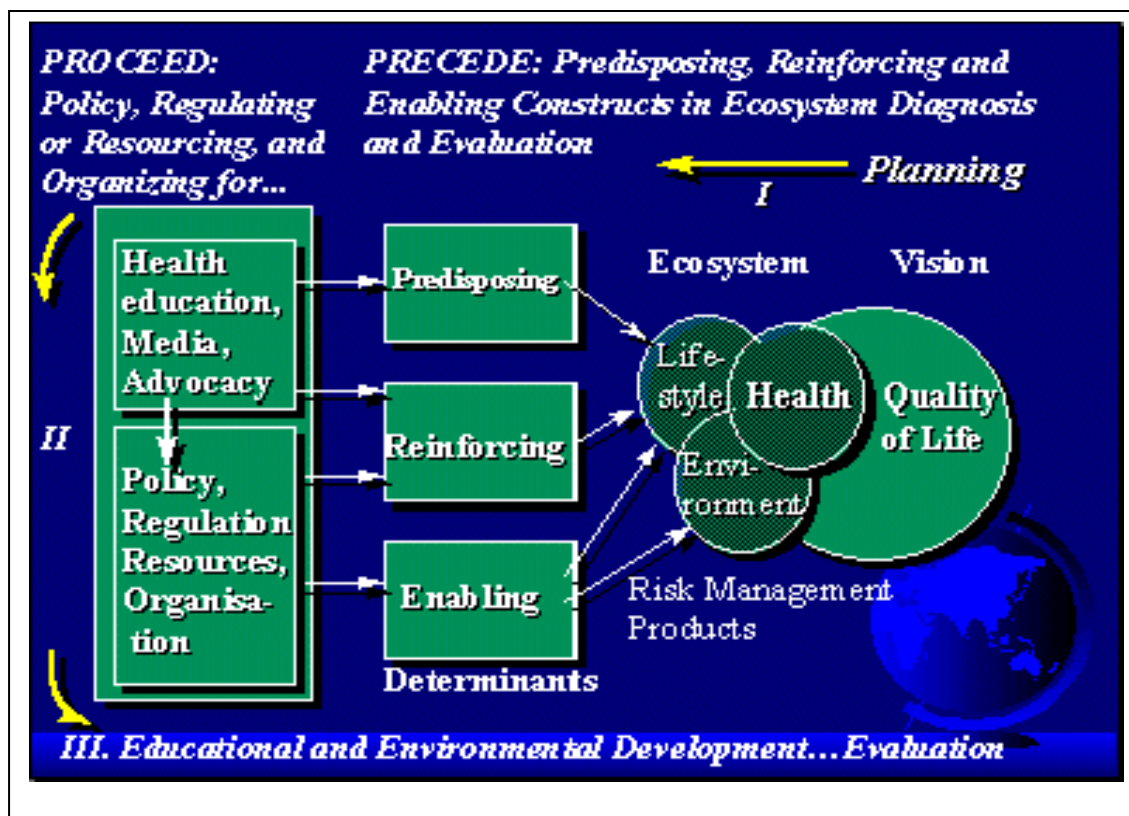 PROCEED:
Policy, Regulating
or Resourcing, and
Organizing for...
PRECEDE: Predisposing, Reinforcing and
Enabling Constructs in Ecosystem Diagnosis
and Evaluation
Planning
I
II
Health
education,
Media,
Advocacy
Policy,
Regulation
Resources,
Organisa-
tion
Predisposing
Reinforcing
Enabling
Determinants
Ecosystem
Vision
Life-
style
Health
Quality
of Life
Envi-
ronment
Risk Management
Products
III. Educational and Environmental Development...Evaluation